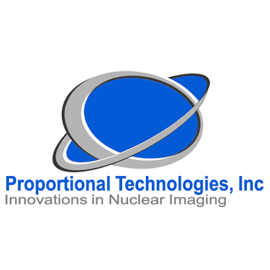 Proportional Technologies, Inc
Innovations in Nuclear Imaging